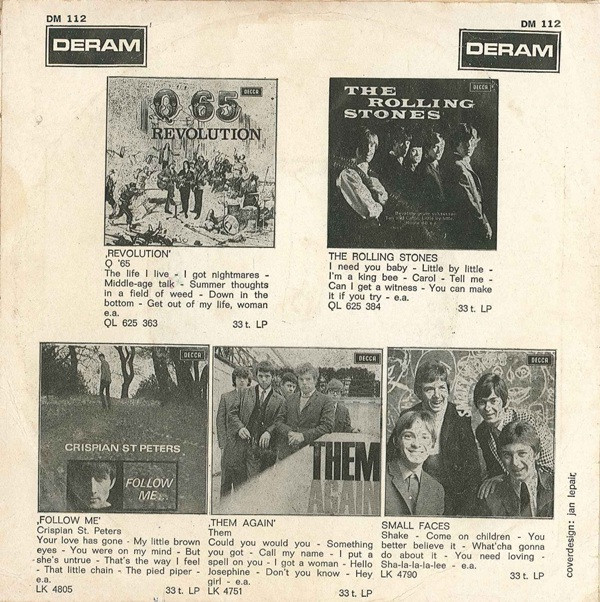 DM 112
DM 112
DERAM
DERAM
Q 65
DECCA
REVOLUTION
THE
ROLLING
STONES
DECCA
‚REVOLUTION’
Q '65
The life I live - I got nightmares -
Middle-age talk - Summer thoughts
in a field of weed - Down in the
bottom - Get out of my life, woman
e.a.
QL 625 363 33 t. LP
THE ROLLING STONES
I need you baby - Little by little -
I'm a king bee - Carol - Tell me -
Can I get a witness - You can make
it if you try - e.a.
QL 625 384 33 t. LP
DECCA
CRISPIAN ST PETERS
FOLLOW
ME...
DECCA
THEM
AGAIN
DECCA
‚FOLLOW ME’
Crispian St. Peters
Your love has gone - My little brown
eyes - You were on my mind - But
she's untrue - That's the way I feel
- That little chain - The pied piper -
e.a.
LK 4805 33 t. LP
‚THEM AGAIN’
Them
Could you would you - Something
you got - Call my name - I put a
spell on you - I got a woman - Hello
Josephine - Don't you know - Hey
girl - e.a.
LK 4751 33 t. LP
SMALL FACES
Shake - Come on children - You
better believe it - What'cha gonna
do about it - You need loving -
Sha-la-la-la-lee - e.a.
LK 4790 33 t. LP
coverdesign: jan lepair,